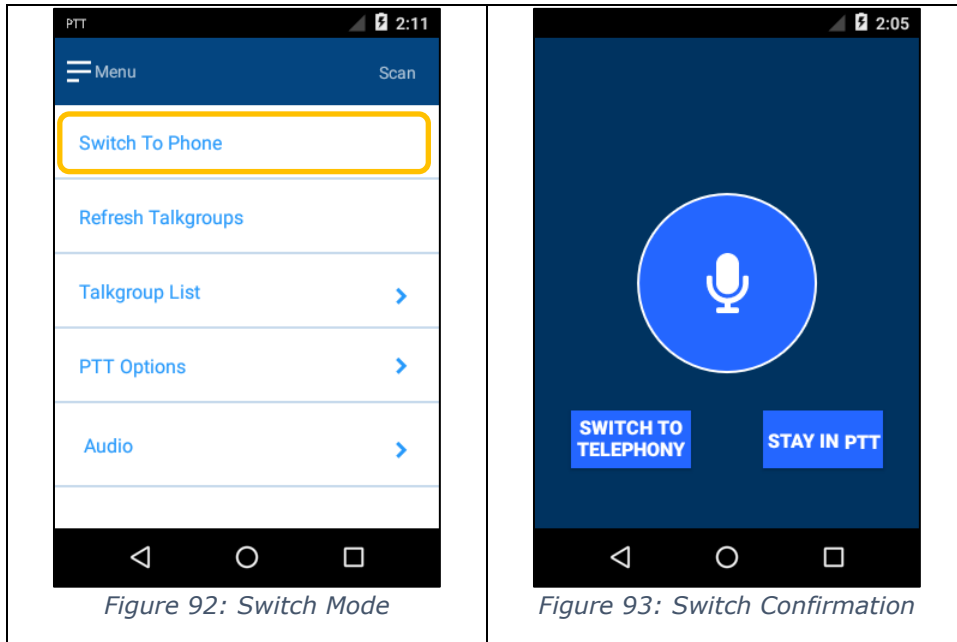 PTT 2:11
Menu Scan
Switch To Phone
Refresh Talkgroups
Talkgroup List
PTT Options
Audio
Figure 92: Switch Mode
2:05
SWITCH TO
TELEPHONY
STAY IN PTT
Figure 93: Switch Confirmation